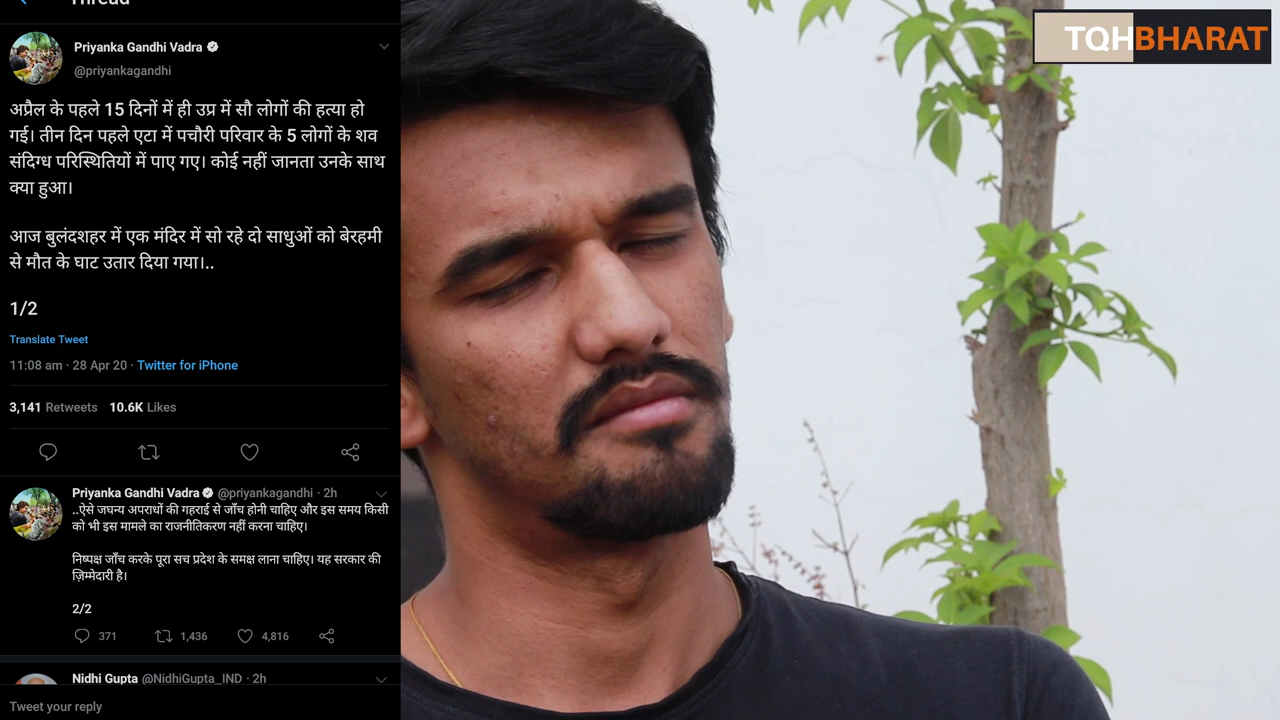 Thread
Priyanka Gandhi Vadra
@priyankagandhi
अप्रैल के पहले 15 दिनों में ही उप्र में सौ लोगों की हत्या हो
गई। तीन दिन पहले एटा में पचौरी परिवार के 5 लोगों के शव
संदिग्ध परिस्थितियों में पाए गए। कोई नहीं जानता उनके साथ
क्या हुआ।
आज बुलंदशहर में एक मंदिर में सो रहे दो साधुओं को बेरहमी
से मौत के घाट उतार दिया गया।..
1/2
Translate Tweet
11:08 am · 28 Apr 20 · Twitter for iPhone
3,141 Retweets 10.6K Likes
Priyanka Gandhi Vadra @priyankagandhi · 2h
..ऐसे जघन्य अपराधों की गहराई से जाँच होनी चाहिए और इस समय किसी
को भी इस मामले का राजनीतिकरण नहीं करना चाहिए।
निष्पक्ष जाँच करके पूरा सच प्रदेश के समक्ष लाना चाहिए। यह सरकार की
ज़िम्मेदारी है।
2/2
371 1,436 4,816
Nidhi Gupta @NidhiGupta_IND · 2h
Tweet your reply
TQHBHARAT